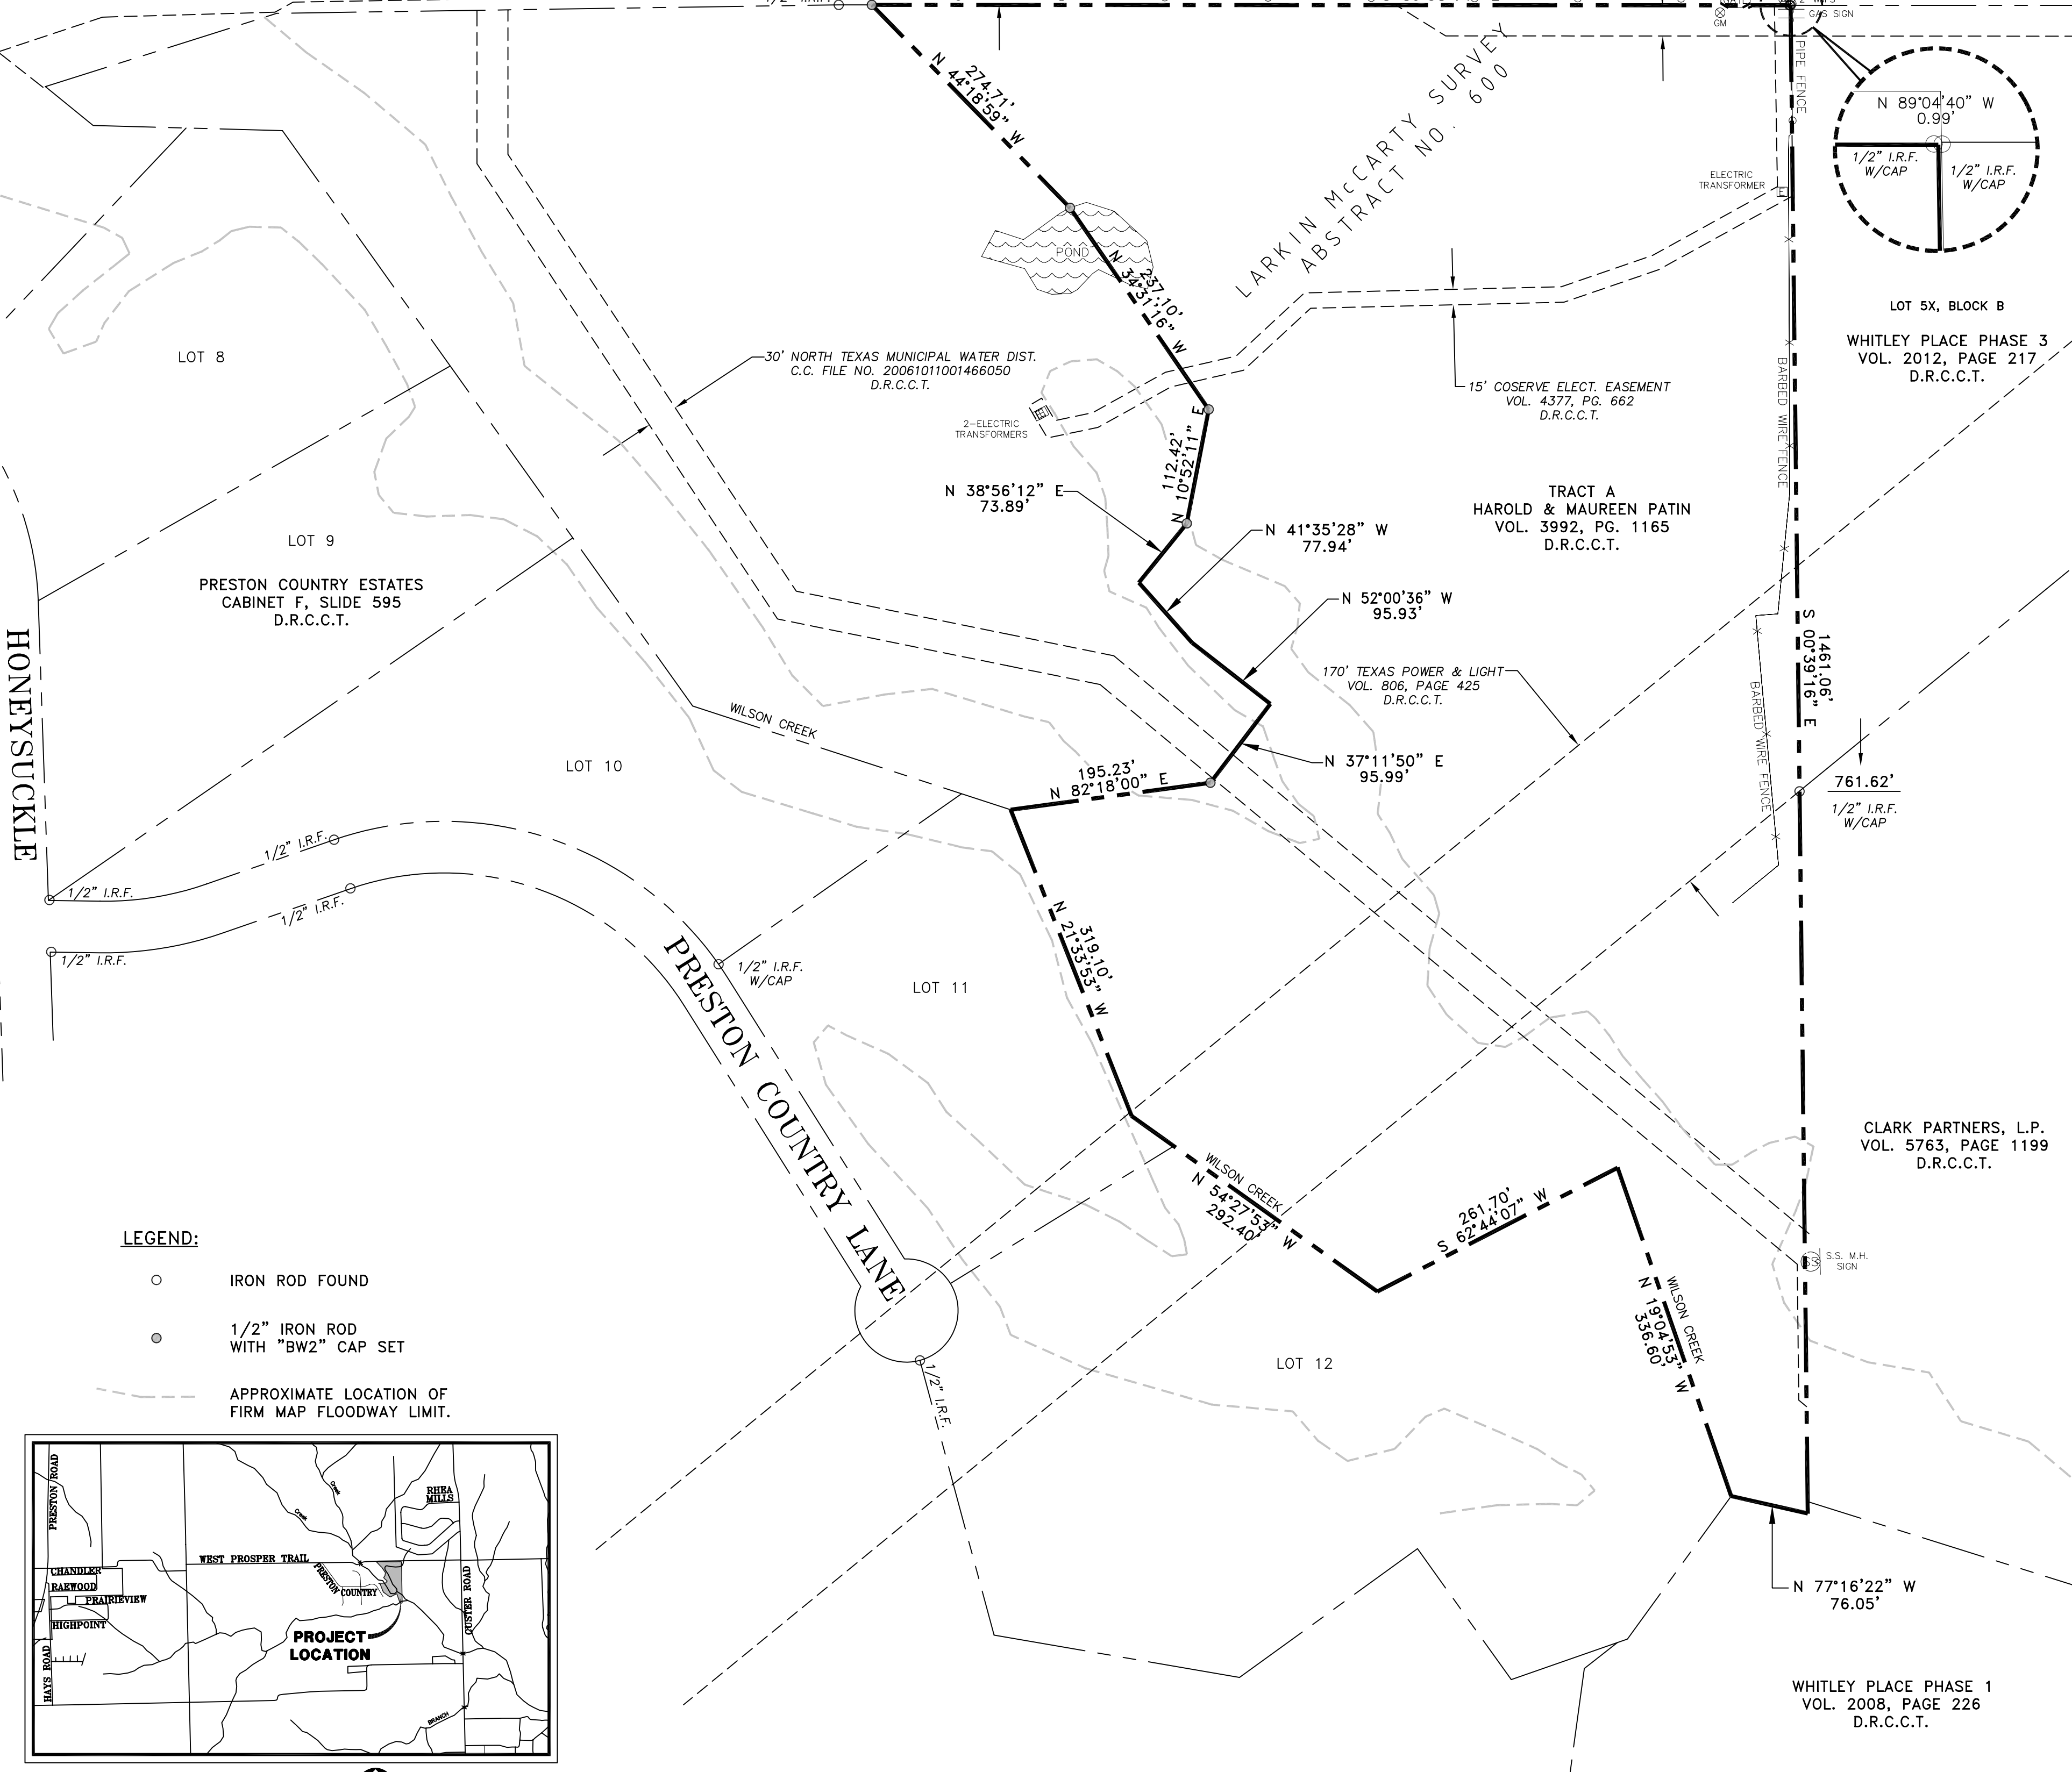 GM
GAS SIGN
PIPE FENCE
274.71'
N 44°18'59" W
LARKIN McCARTY SURVEY
ABSTRACT NO. 600
N 89°04'40" W
0.99'
1/2" I.R.F.
W/CAP
1/2" I.R.F.
W/CAP
ELECTRIC
TRANSFORMER
E
POND
237.10'
N 34°31'16" W
LOT 5X, BLOCK B
WHITLEY PLACE PHASE 3
VOL. 2012, PAGE 217
D.R.C.C.T.
LOT 8
30' NORTH TEXAS MUNICIPAL WATER DIST.
C.C. FILE NO. 20061011001466050
D.R.C.C.T.
15' COSERVE ELECT. EASEMENT
VOL. 4377, PG. 662
D.R.C.C.T.
BARBED WIRE FENCE
2-ELECTRIC
TRANSFORMERS
112.42'
N 10°52'11" E
N 38°56'12" E
73.89'
TRACT A
HAROLD & MAUREEN PATIN
VOL. 3992, PG. 1165
D.R.C.C.T.
N 41°35'28" W
77.94'
LOT 9
PRESTON COUNTRY ESTATES
CABINET F, SLIDE 595
D.R.C.C.T.
N 52°00'36" W
95.93'
HONEYSUCKLE
1461.06'
S 00°39'16" E
170' TEXAS POWER & LIGHT
VOL. 806, PAGE 425
D.R.C.C.T.
BARBED WIRE FENCE
WILSON CREEK
LOT 10
N 37°11'50" E
95.99'
195.23'
N 82°18'00" E
761.62'
1/2" I.R.F.
W/CAP
1/2" I.R.F.
1/2" I.R.F.
1/2" I.R.F.
1/2" I.R.F.
319.10'
N 21°33'53" W
1/2" I.R.F.
W/CAP
LOT 11
PRESTON COUNTRY LANE
CLARK PARTNERS, L.P.
VOL. 5763, PAGE 1199
D.R.C.C.T.
WILSON CREEK
N 54°27'53" W
292.40'
261.70'
S 62°44'07" W
SS
S.S. M.H.
SIGN
WILSON CREEK
N 19°04'53" W
336.60'
LOT 12
1/2" I.R.F.
LEGEND:
IRON ROD FOUND
1/2" IRON ROD
WITH "BW2" CAP SET
APPROXIMATE LOCATION OF
FIRM MAP FLOODWAY LIMIT.
PRESTON ROAD
Creek
Creek
RHEA
MILLS
WEST PROSPER TRAIL
CHANDLER
RAEWOOD
PRAIRIEVIEW
HIGHPOINT
PRESTON
COUNTRY
CUSTER ROAD
PROJECT
LOCATION
HAYS ROAD
BRANCH
N 77°16'22" W
76.05'
WHITLEY PLACE PHASE 1
VOL. 2008, PAGE 226
D.R.C.C.T.